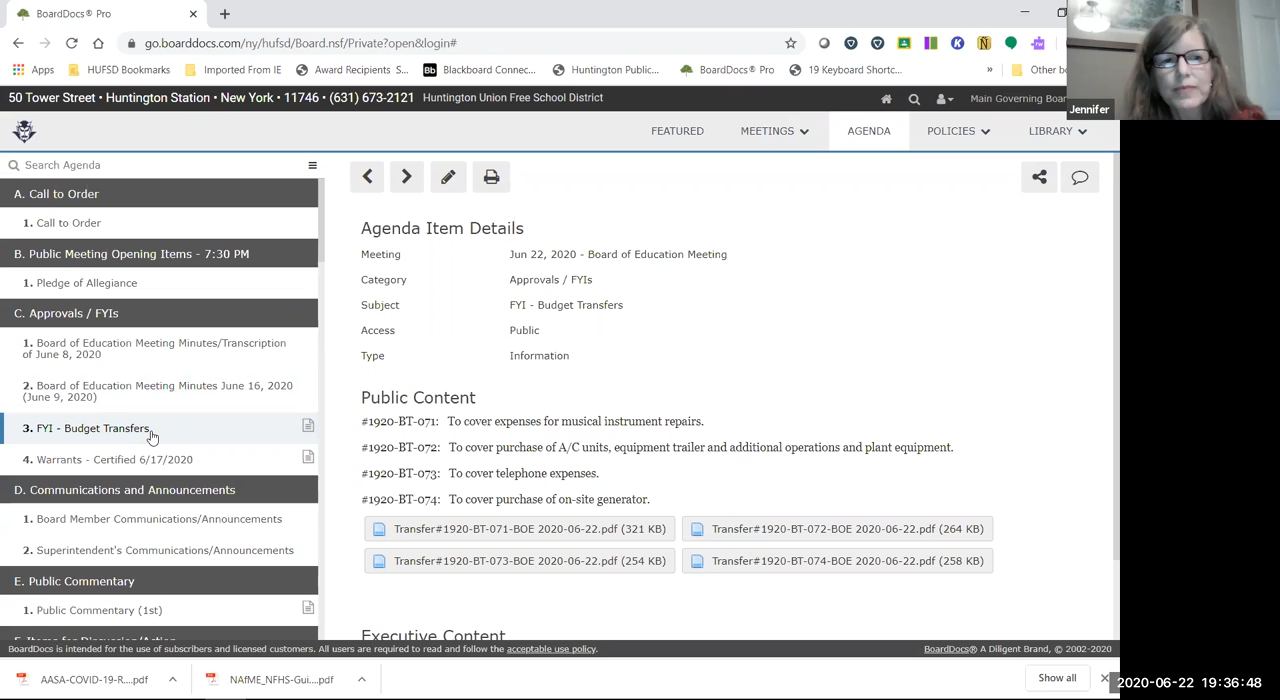 BoardDocs® Pro
go.boarddocs.com/ny/hufsd/Board.nsf/Private?open&login#
Apps HUFSD Bookmarks Imported From IE Award Recipients S... Bb Blackboard Connec... Huntington Public... BoardDocs® Pro 19 Keyboard Shortc... » Other
Jennifer
50 Tower Street • Huntington Station • New York • 11746 • (631) 673-2121 Huntington Union Free School District Main Governing
FEATURED MEETINGS AGENDA POLICIES LIBRARY
Search Agenda
A. Call to Order
1. Call to Order
B. Public Meeting Opening Items - 7:30 PM
1. Pledge of Allegiance
C. Approvals / FYIs
1. Board of Education Meeting Minutes/Transcription
of June 8, 2020
2. Board of Education Meeting Minutes June 16, 2020
(June 9, 2020)
3. FYI - Budget Transfers
4. Warrants - Certified 6/17/2020
D. Communications and Announcements
1. Board Member Communications/Announcements
2. Superintendent's Communications/Announcements
E. Public Commentary
1. Public Commentary (1st)
F. Items for Discussion/Action
Agenda Item Details
Meeting Jun 22, 2020 - Board of Education Meeting
Category Approvals / FYIs
Subject FYI - Budget Transfers
Access Public
Type Information
Public Content
#1920-BT-071: To cover expenses for musical instrument repairs.
#1920-BT-072: To cover purchase of A/C units, equipment trailer and additional operations and plant equipment.
#1920-BT-073: To cover telephone expenses.
#1920-BT-074: To cover purchase of on-site generator.
Transfer#1920-BT-071-BOE 2020-06-22.pdf (321 KB) Transfer#1920-BT-072-BOE 2020-06-22.pdf (264 KB)
Transfer#1920-BT-073-BOE 2020-06-22.pdf (254 KB) Transfer#1920-BT-074-BOE 2020-06-22.pdf (258 KB)
Executive Content
BoardDocs is intended for the use of subscribers and licensed customers. All users are required to read and follow the acceptable use policy. BoardDocs® A Diligent Brand, © 2002-2020
AASA-COVID-19-R....pdf NAfME_NFHS-Gui....pdf Show all
2020-06-22 19:36:48